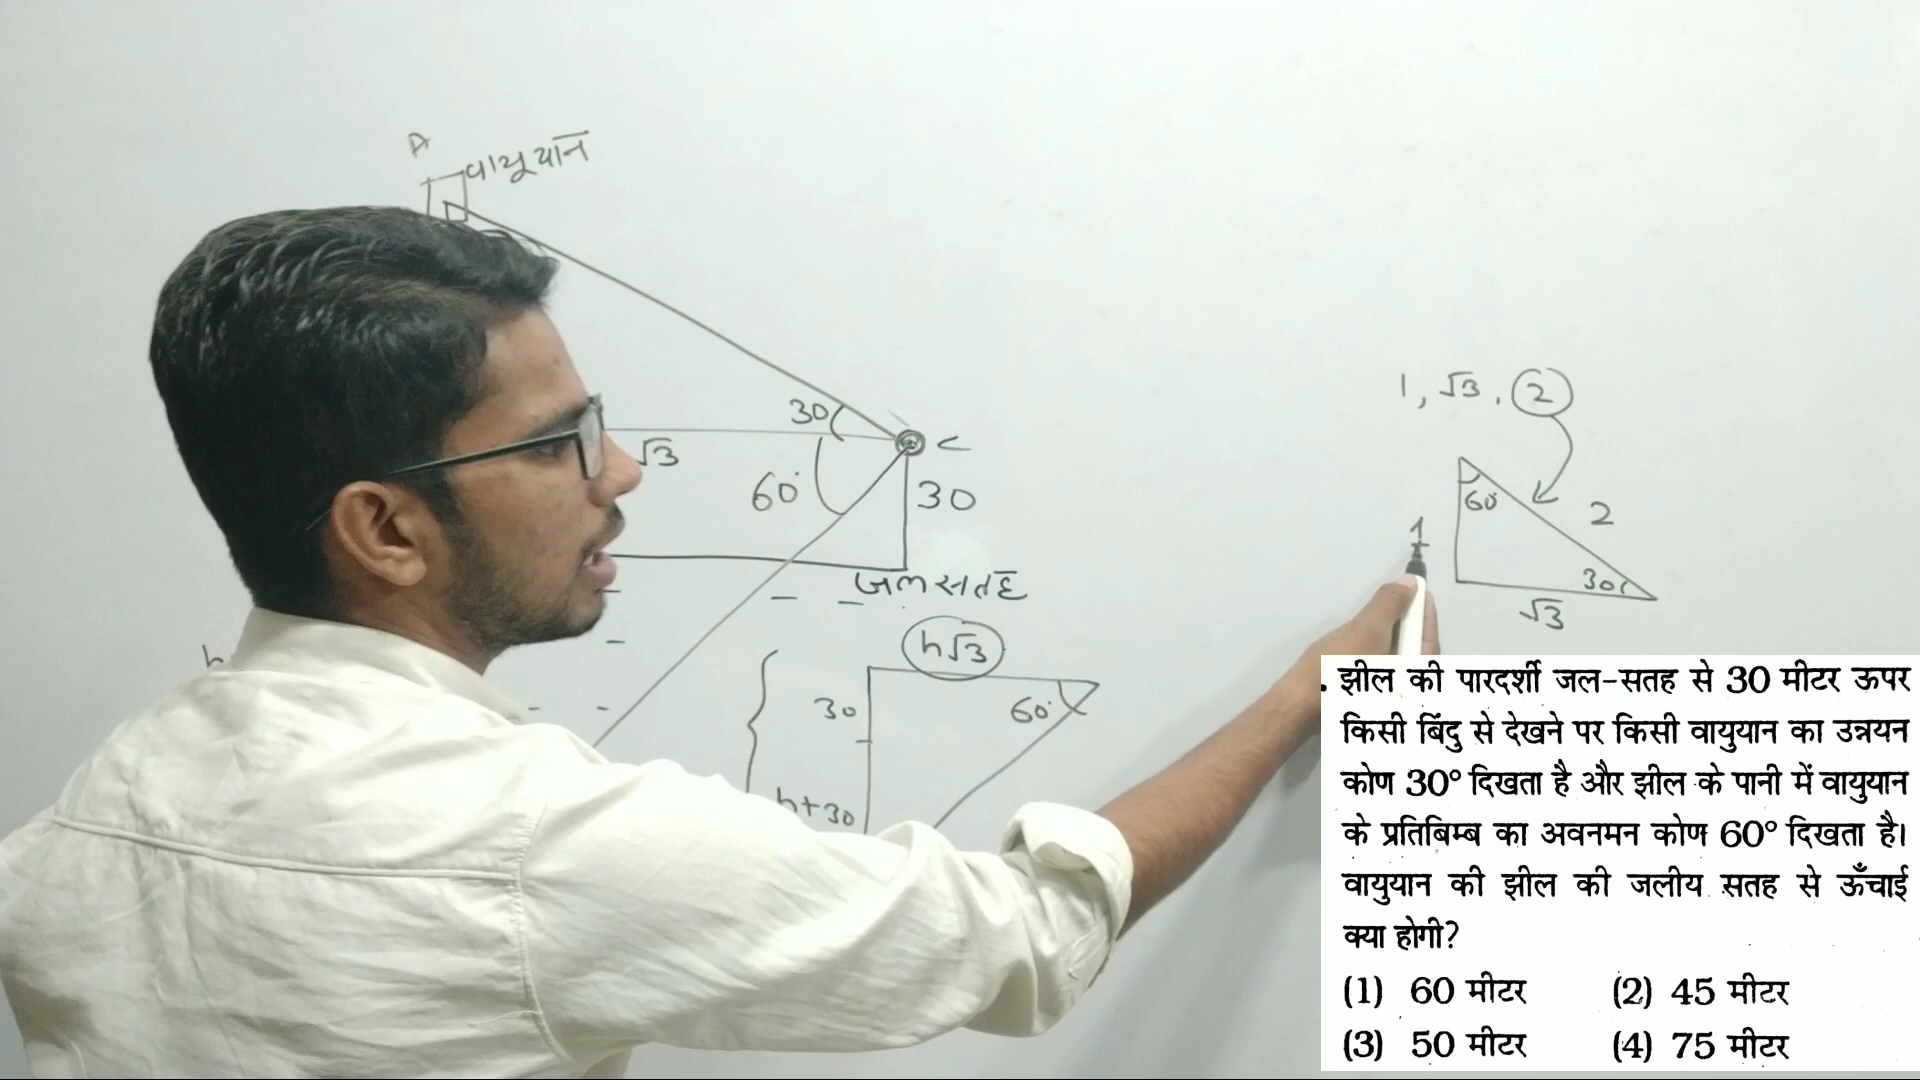 A
वायुयान
30
√3
C
60°
30
जल सतह
h
h√3
30
60°
h+30
1, √3, 2
60°
2
1
30
√3
. झील की पारदर्शी जल-सतह से 30 मीटर ऊपर
किसी बिंदु से देखने पर किसी वायुयान का उन्नयन
कोण 30° दिखता है और झील के पानी में वायुयान
के प्रतिबिम्ब का अवनमन कोण 60° दिखता है।
वायुयान की झील की जलीय सतह से ऊँचाई
क्या होगी?
(1) 60 मीटर (2) 45 मीटर
(3) 50 मीटर (4) 75 मीटर